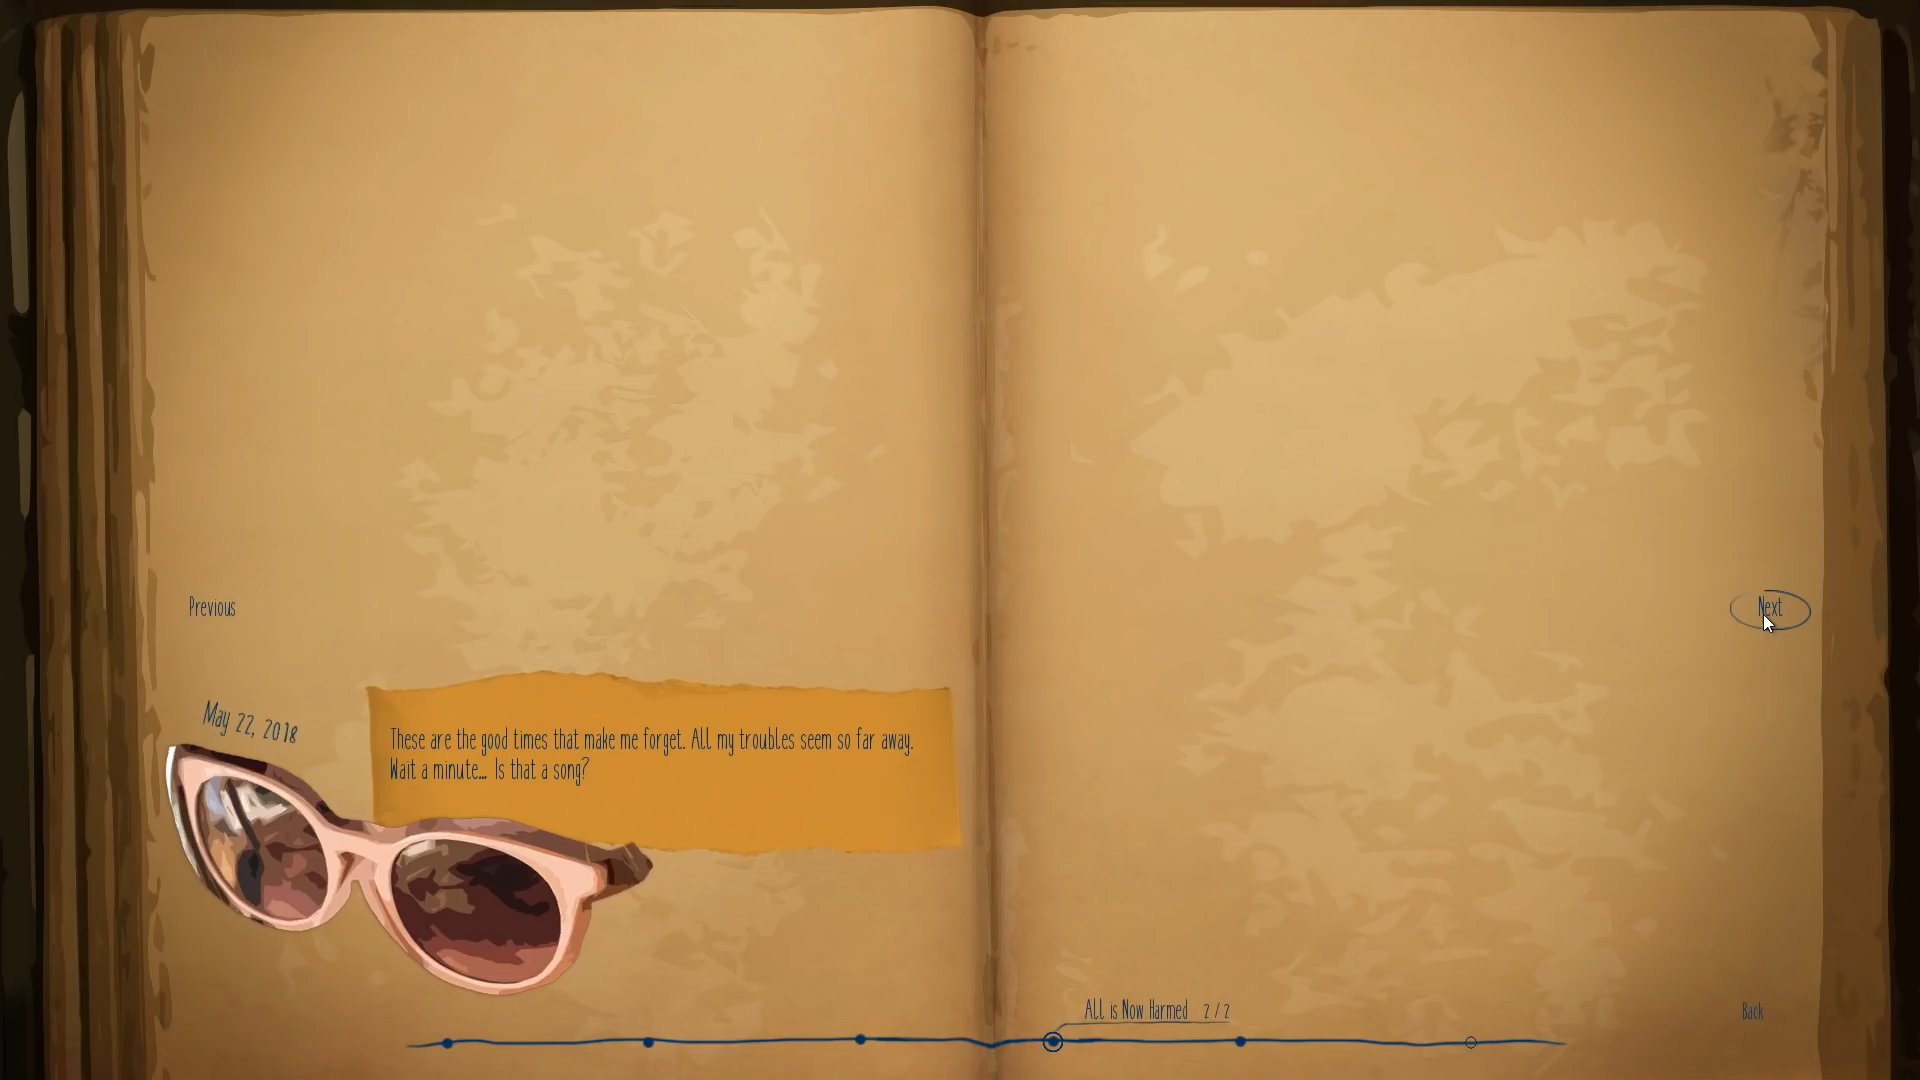 Previous
Next
May 22, 2018
These are the good times that make me forget. All my troubles seem so far away.
Wait a minute... Is that a song?
All is Now Harmed 2 / 2
Back